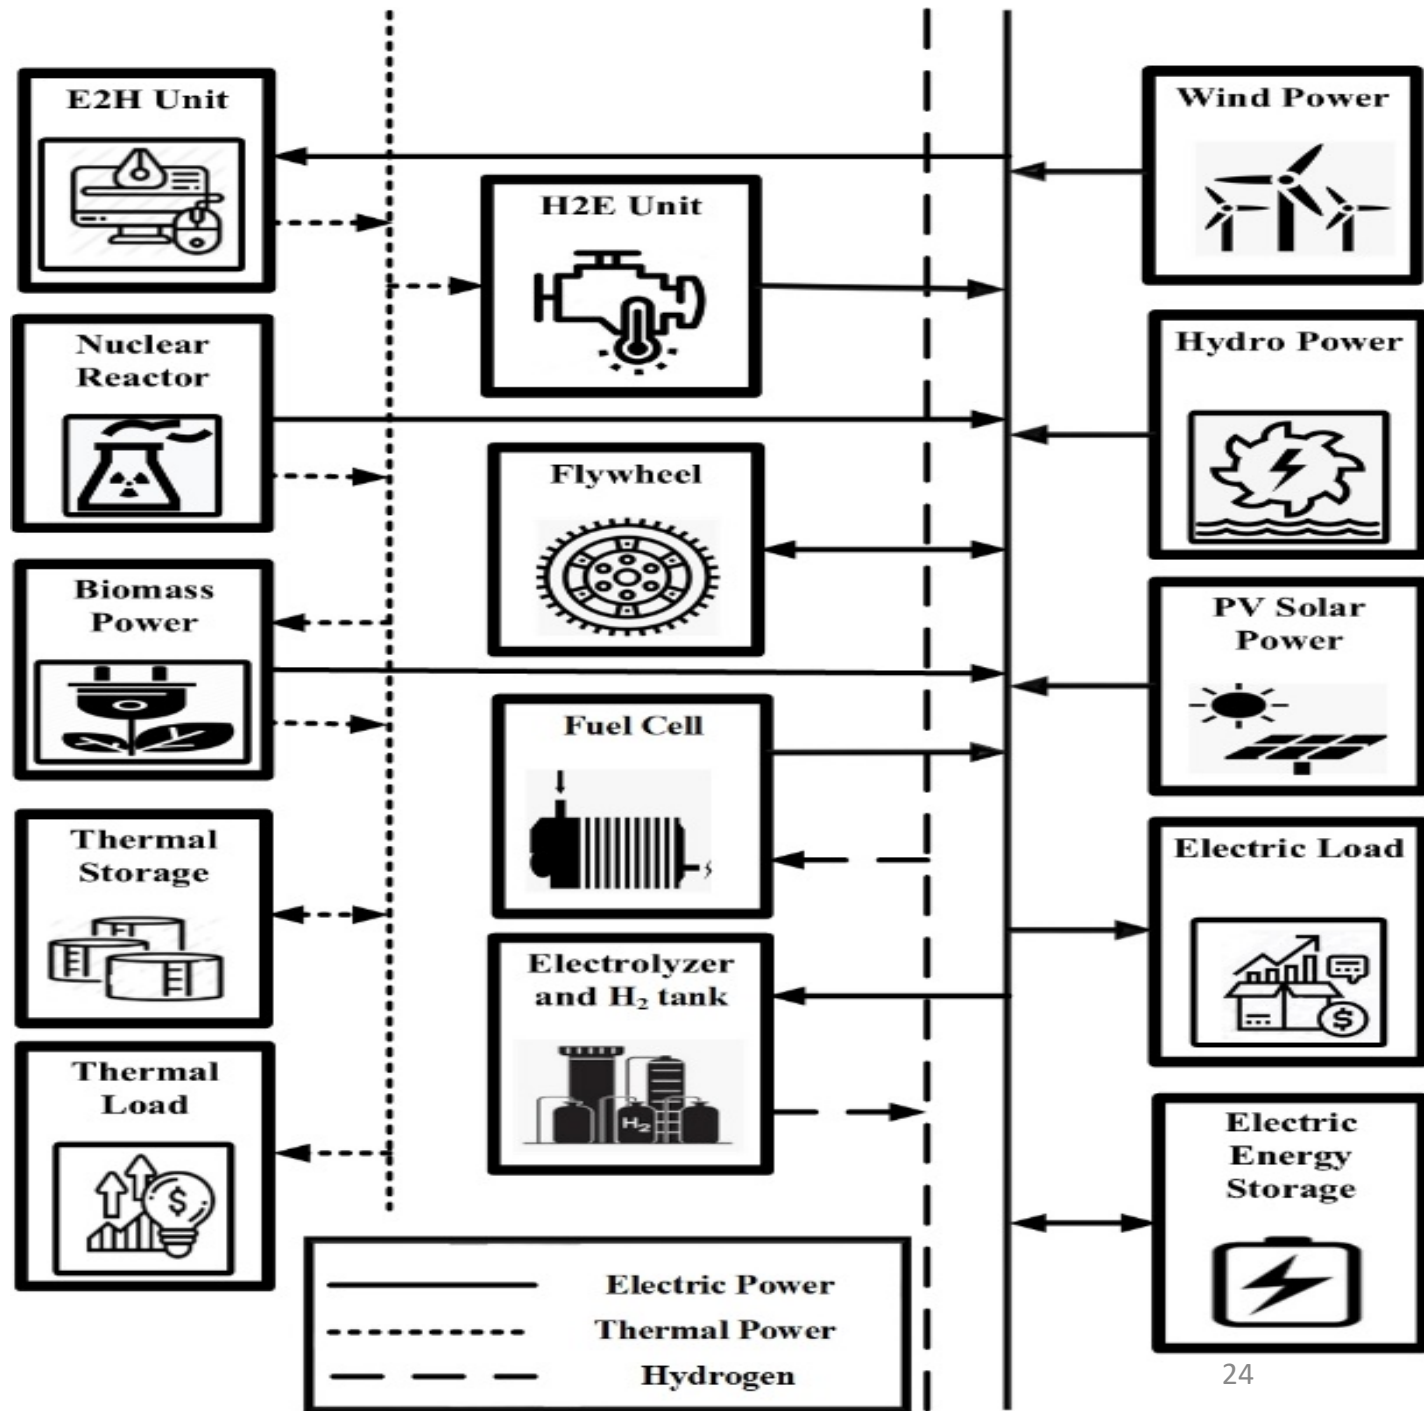 E2H Unit
Nuclear
Reactor
Biomass
Power
Thermal
Storage
Thermal
Load
H2E Unit
Flywheel
Fuel Cell
Electrolyzer
and H₂ tank
H₂
Wind Power
Hydro Power
PV Solar
Power
Electric Load
$
Electric
Energy
Storage
$
Electric Power
Thermal Power
Hydrogen
24